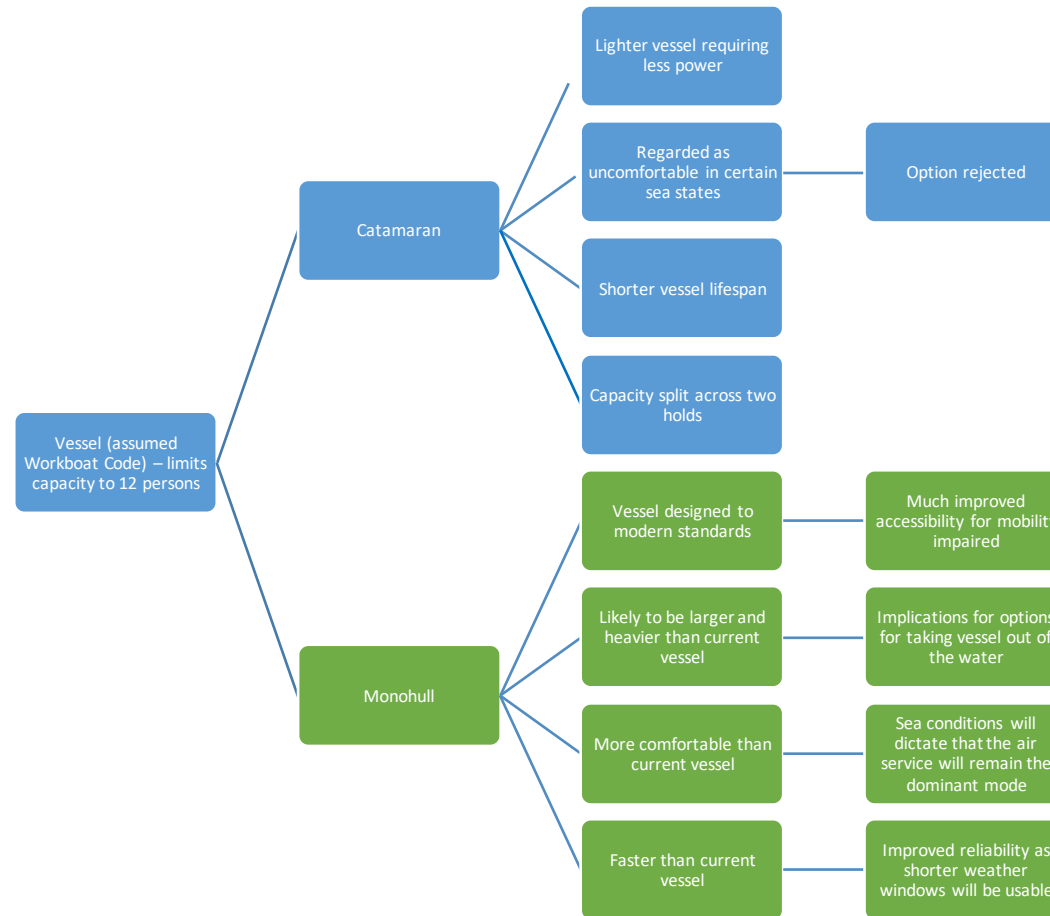 Lighter vessel requiring
less power
Regarded as
uncomfortable in certain
sea states
Option rejected
Catamaran
Shorter vessel lifespan
Capacity split across two
holds
Vessel (assumed
Workboat Code) – limits
capacity to 12 persons
Vessel designed to
modern standards
Much improved
accessibility for mobilit
impaired
Likely to be larger and
heavier than current
vessel
Implications for options
for taking vessel out of
the water
Monohull
More comfortable than
current vessel
Sea conditions will
dictate that the air
service will remain the
dominant mode
Faster than current
vessel
Improved reliability as
shorter weather
windows will be usable